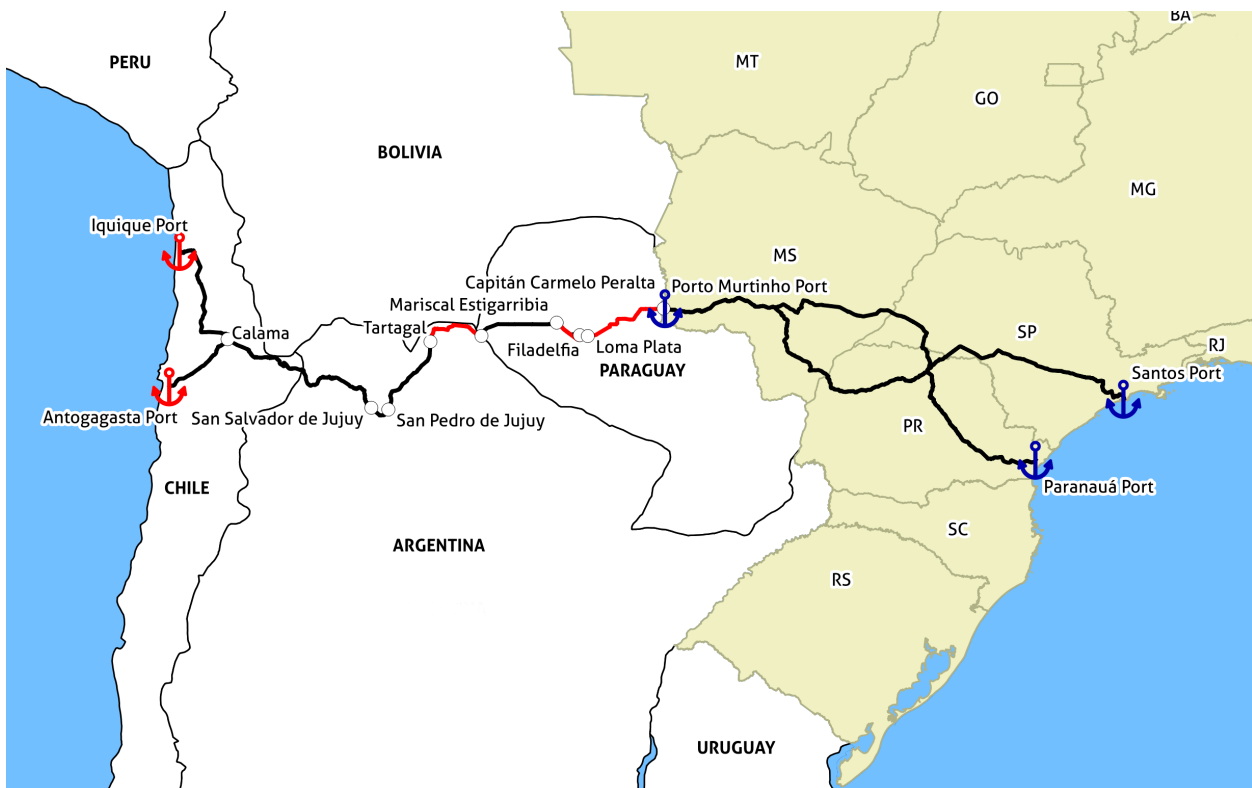 BA
PERU
MT
GO
BOLIVIA
MG
Iquique Port
MS
Capitán Carmelo Peralta
Porto Murtinho Port
Mariscal Estigarribia
Tartagal
Calama
SP
RJ
Filadelfia
Loma Plata
PARAGUAY
Santos Port
Antogagasta Port
San Salvador de Jujuy
San Pedro de Jujuy
PR
CHILE
Paranauá Port
SC
ARGENTINA
RS
URUGUAY